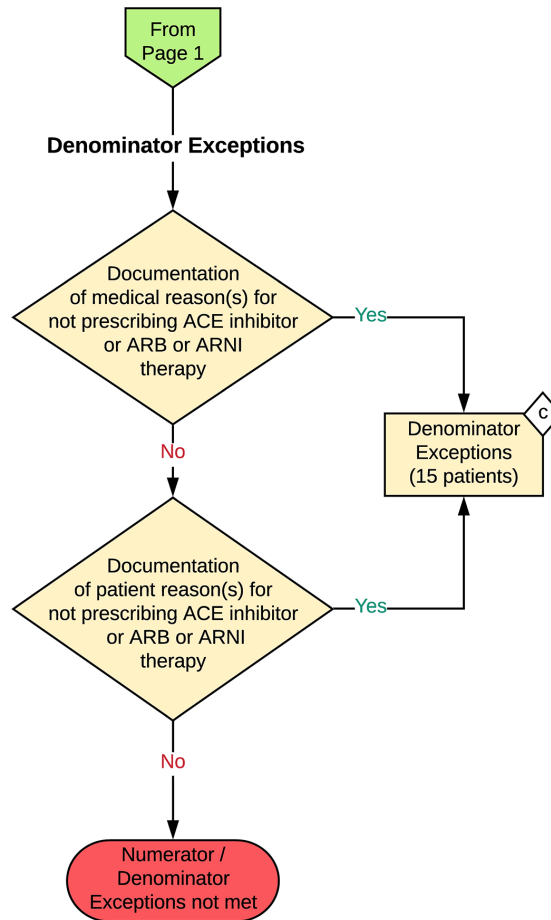 From
Page 1
Denominator Exceptions
Documentation
of medical reason(s) for
not prescribing ACE inhibitor
or ARB or ARNI
therapy
Yes
c
Denominator
Exceptions
(15 patients)
No
Documentation
of patient reason(s) for
not prescribing ACE inhibitor
or ARB or ARNI
therapy
Yes
No
Numerator /
Denominator
Exceptions not met